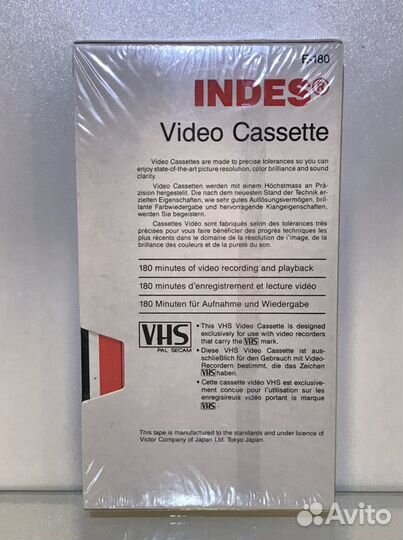 E-180
INDES®
Video Cassette
Video Cassettes are made to precise tolerances so you can
enjoy state-of-the-art picture resolution, color brilliance and sound
clarity.
Video Cassetten werden mit einem Höchstmass an Prä-
zision hergestellt. Die nach dem neuesten Stand der Technik er-
zielten Eigenschaften, wie sehr gutes Auflösungsvermögen, bril-
lante Farbwiedergabe und hervorragende Klangeigenschaften,
werden Sie begeistern.
Cassettes Vidéo sont fabriqués selon des tolérances très
précises pour vous faire bénéficier des progrès techniques les
plus récents dans le domaine de la résolution de l'image, de la
brillance des couleurs et de la pureté du son.
180 minutes of video recording and playback
180 minutes d'enregistrement et lecture vidéo
180 Minuten für Aufnahme und Wiedergabe
VHS
PAL SECAM
• This VHS Video Cassette is designed
exclusively for use with video recorders
that carry the VHS mark.
• Diese VHS Video Cassette ist aus-
schließlich für den Gebrauch mit Video-
Recordern bestimmt, die das Zeichen
VHS haben.
• Cette cassette vidéo VHS est exclusive-
ment concue pour l'utilisation sur les
enregisireuis vidéo portant is marque
VHS.
This tape is manufactured to the standards and under licence of
Victor Company of Japan Ltd. Tokyo Japan.
Avito